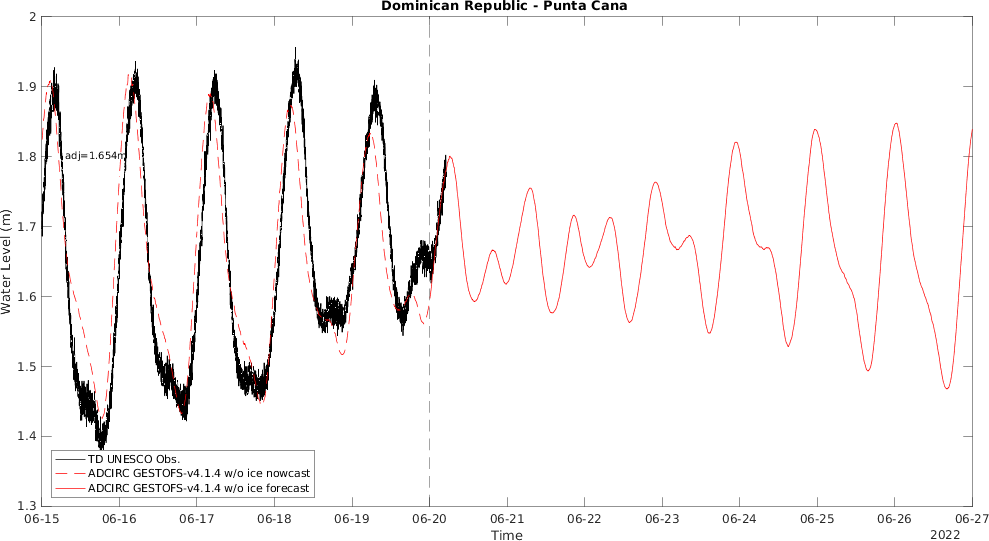 Dominican Republic - Punta Cana
2
1.9
1.8
1.7
1.6
1.5
1.4
1.3
Water Level (m)
adj=1.654m
TD UNESCO Obs.
ADCIRC GESTOFS-v4.1.4 w/o ice nowcast
ADCIRC GESTOFS-v4.1.4 w/o ice forecast
06-15 06-16 06-17 06-18 06-19 06-20 06-21 06-22 06-23 06-24 06-25 06-26 06-27
Time
2022